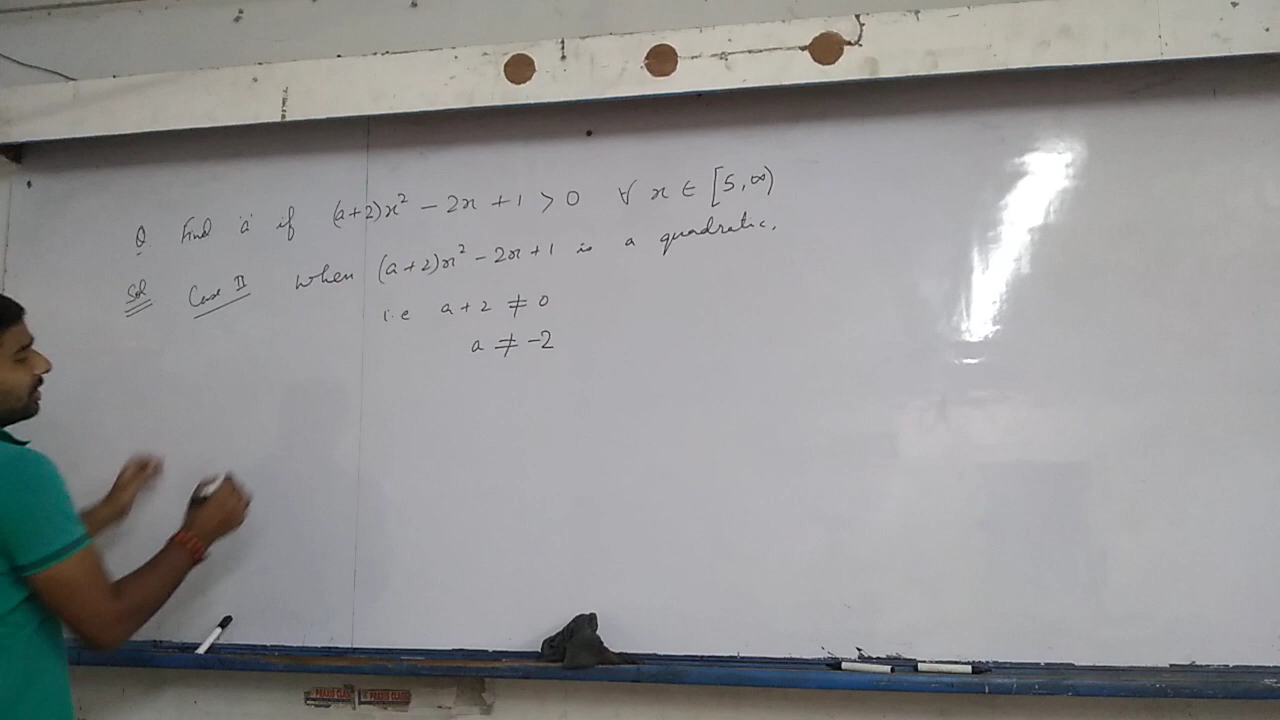 Q Find 'a' if (a+2)x² - 2x + 1 > 0 ∀ x ∈ [5,∞)
Sol Case II when (a+2)x² - 2x + 1 is a quadratic.
i.e a + 2 ≠ 0
a ≠ -2